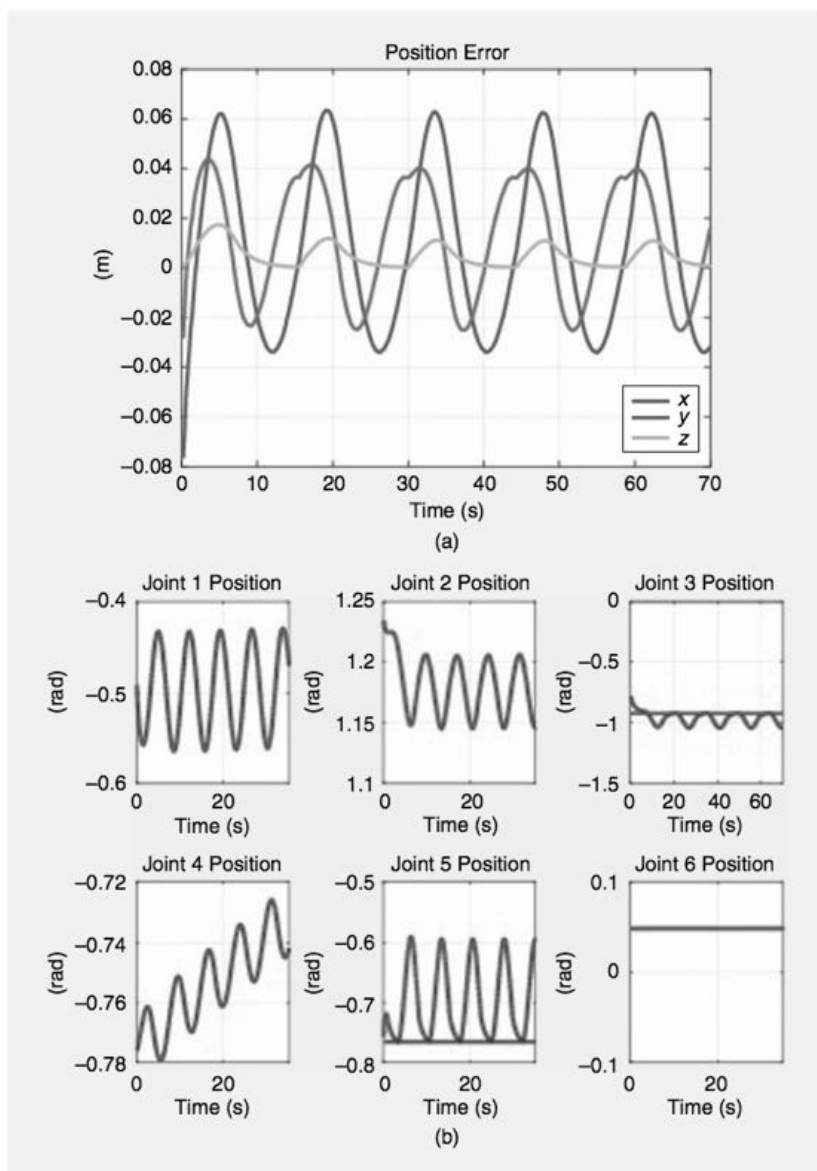 Position Error
0.08
0.06
0.04
0.02
0
–0.02
–0.04
–0.06
–0.08
(m)
x
y
z
0 10 20 30 40 50 60 70
Time (s)
(a)
Joint 1 Position
–0.4
–0.5
–0.6
(rad)
0 20
Time (s)
Joint 2 Position
1.25
1.2
1.15
1.1
(rad)
0 20
Time (s)
Joint 3 Position
0
–0.5
–1
–1.5
(rad)
0 20 40 60
Time (s)
Joint 4 Position
–0.72
–0.74
–0.76
–0.78
(rad)
0 20
Time (s)
Joint 5 Position
–0.5
–0.6
–0.7
–0.8
(rad)
0 20
Time (s)
Joint 6 Position
0.1
0
–0.1
(rad)
0 20
Time (s)
(b)